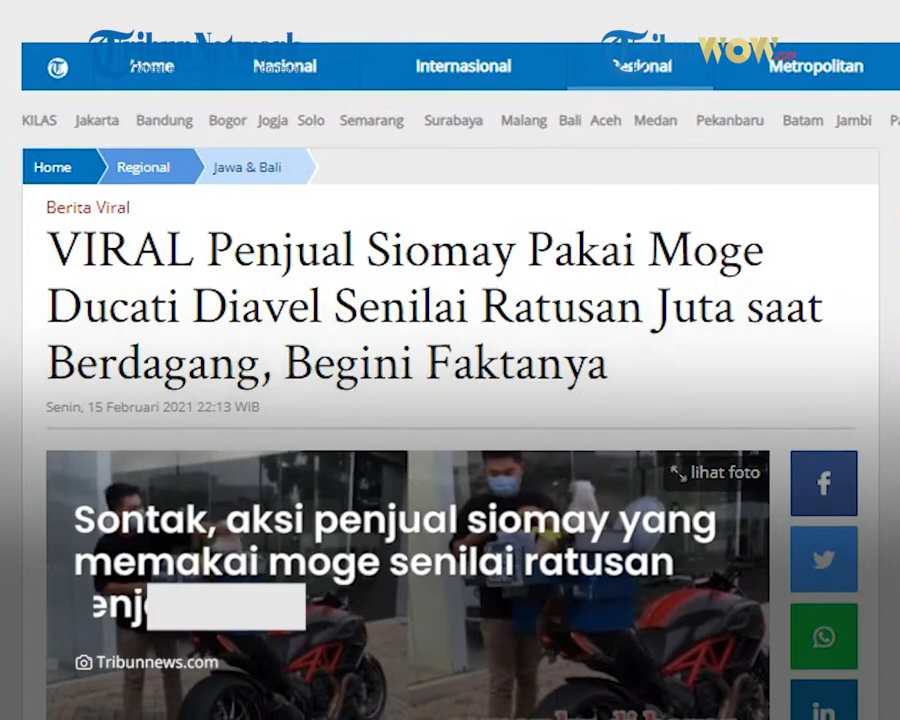 TribunNetwork
TribunWOW.com
Home Nasional Internasional Regional Metropolitan
KILAS Jakarta Bandung Bogor Jogja Solo Semarang Surabaya Malang Bali Aceh Medan Pekanbaru Batam Jambi
Home Regional Jawa & Bali
Berita Viral
VIRAL Penjual Siomay Pakai Moge
Ducati Diavel Senilai Ratusan Juta saat
Berdagang, Begini Faktanya
Senin, 15 Februari 2021 22:13 WIB
lihat foto
Sontak, aksi penjual siomay yang
memakai moge senilai ratusan
Tribunnews.com